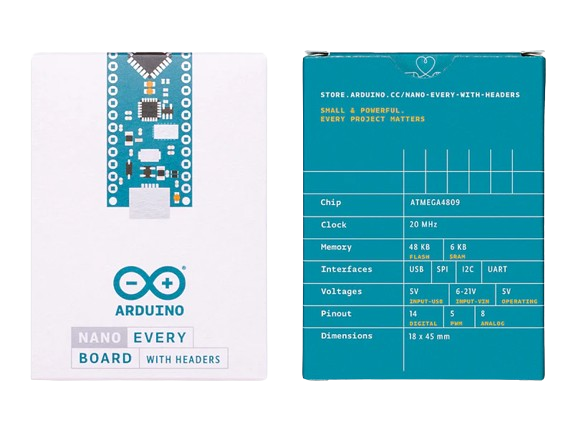 ARDUINO
NANO EVERY
BOARD WITH HEADERS
STORE.ARDUINO.CC/NANO-EVERY-WITH-HEADERS
SMALL & POWERFUL.
EVERY PROJECT MATTERS
Chip ATMEGA4809
Clock 20 MHz
Memory 48 KB 6 KB
FLASH SRAM
Interfaces USB SPI I2C UART
Voltages 5V 6-21V 5V
INPUT-USB INPUT-VIN OPERATING
Pinout 14 5 8
DIGITAL PWM ANALOG
Dimensions 18 x 45 mm